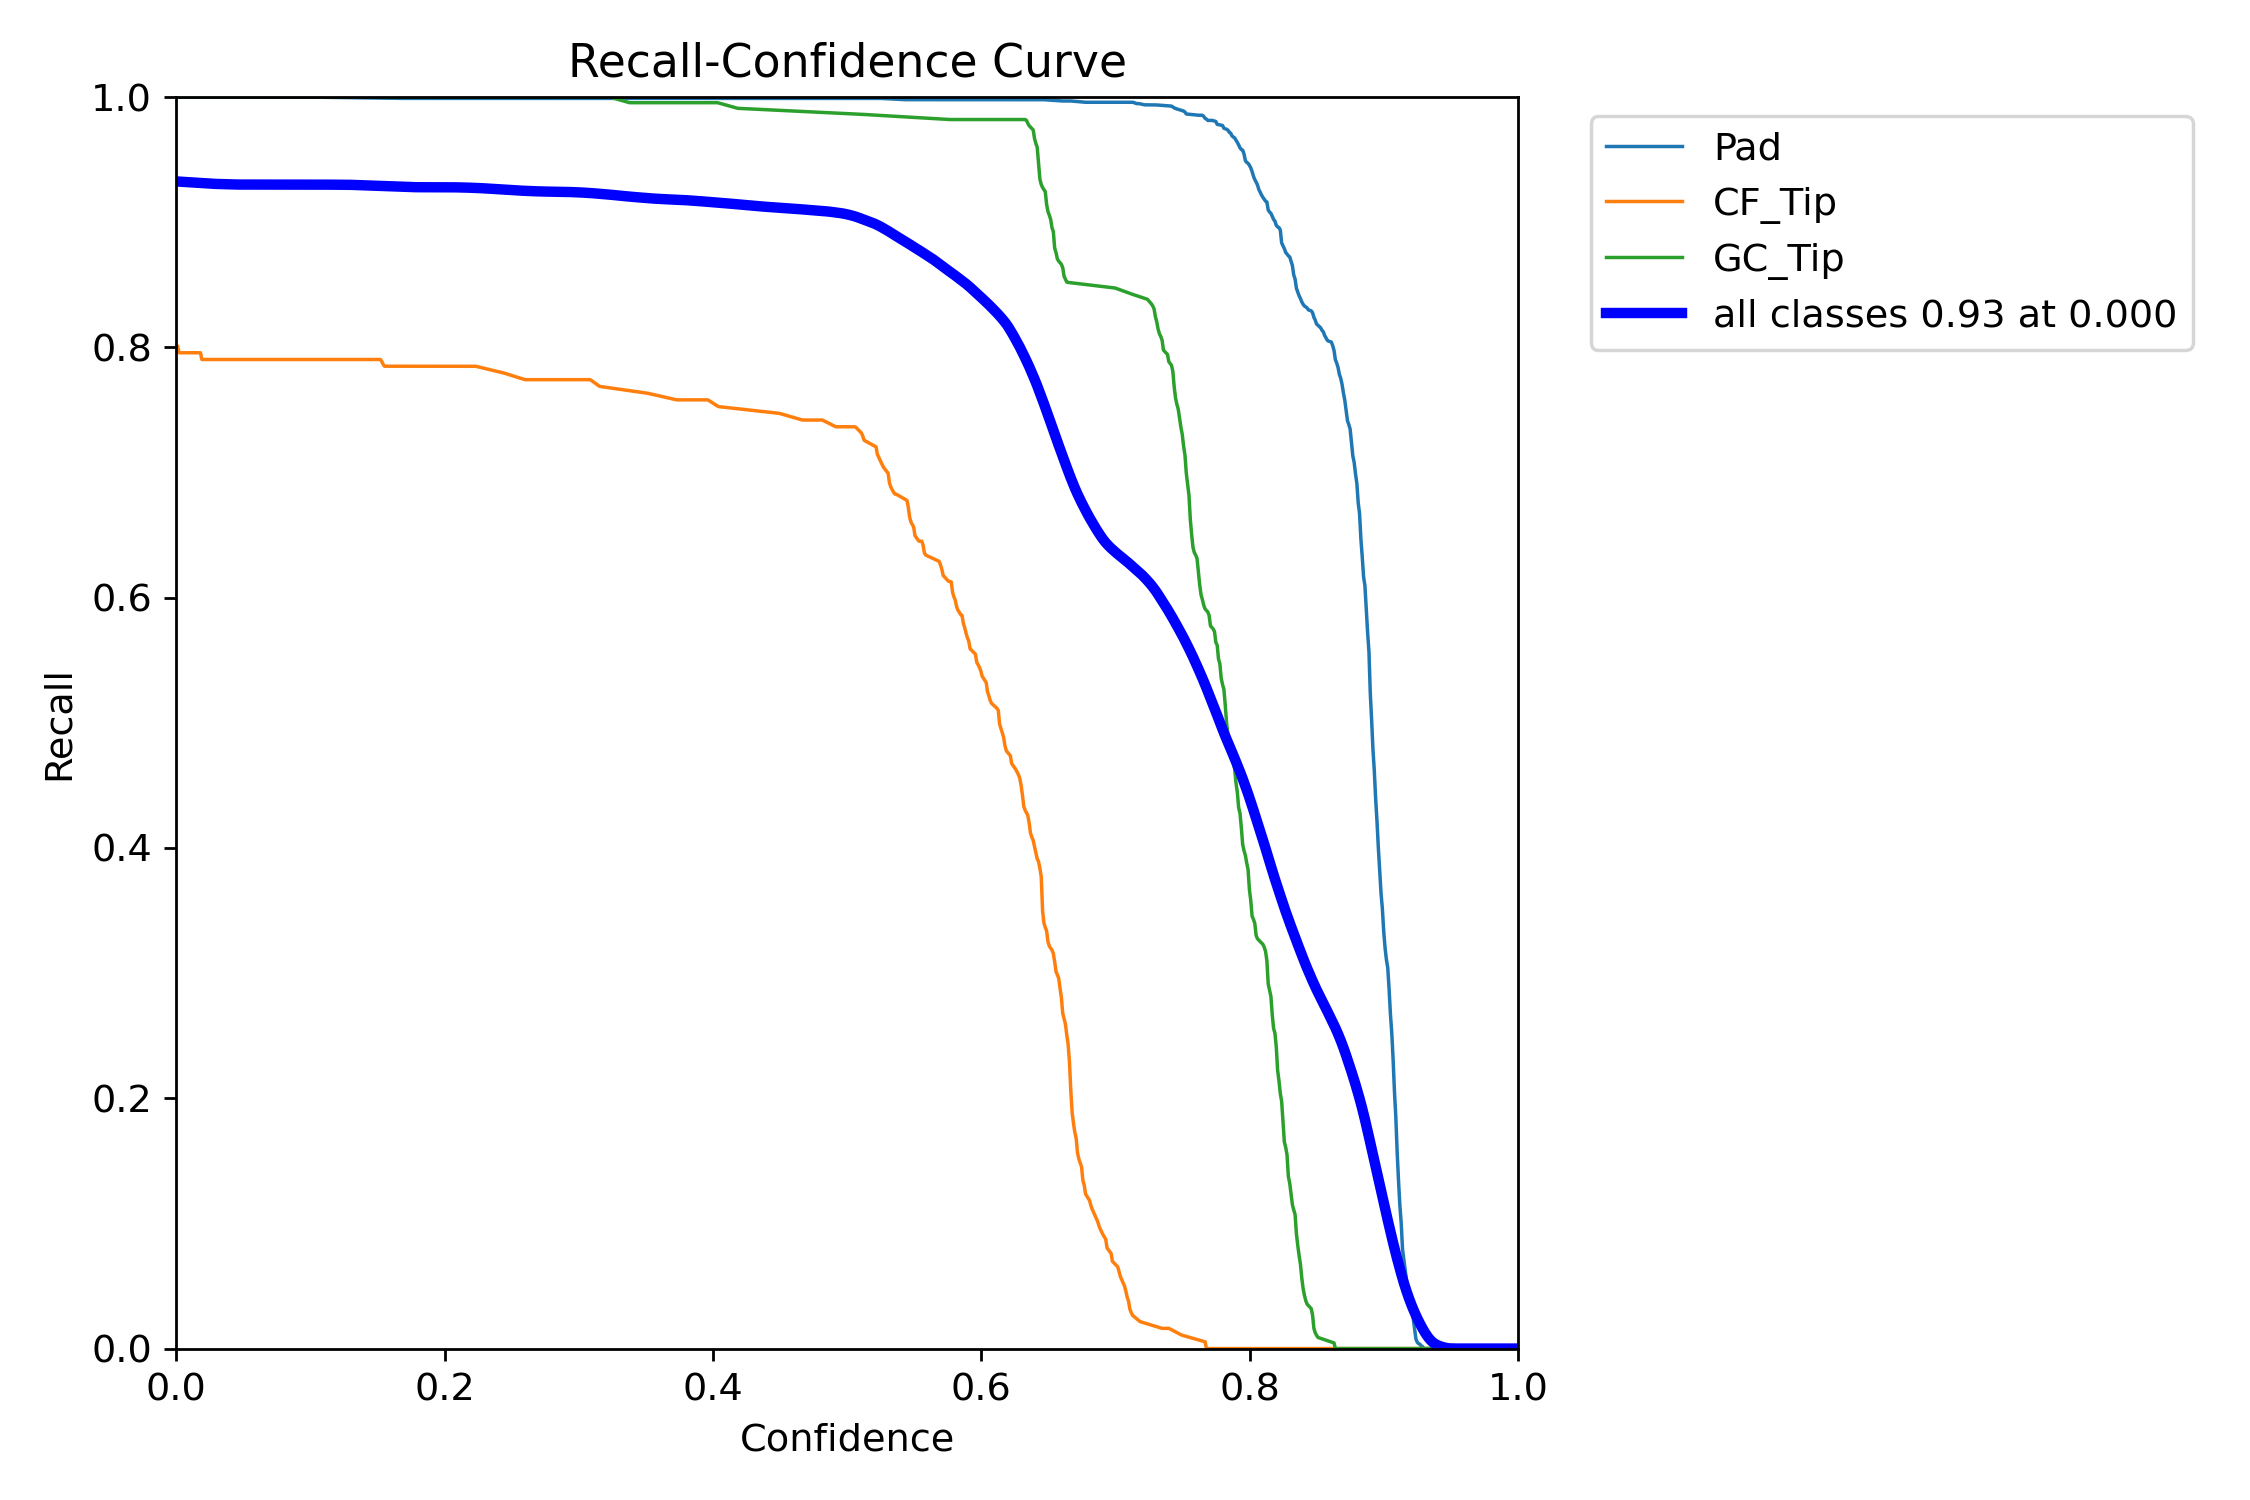 Recall-Confidence Curve
1.0
0.8
0.6
0.4
0.2
0.0
Recall
0.0 0.2 0.4 0.6 0.8 1.0
Confidence
Pad
CF_Tip
GC_Tip
all classes 0.93 at 0.000